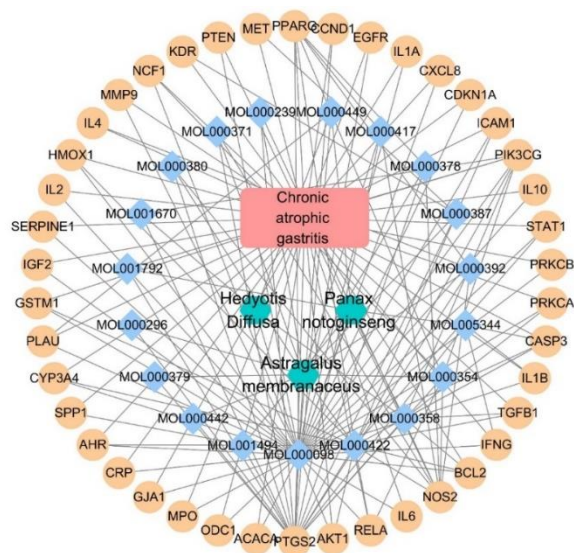 PPARG
CCND1
EGFR
IL1A
CXCL8
CDKN1A
ICAM1
PIK3CG
IL10
STAT1
PRKCB
PRKCA
CASP3
IL1B
TGFB1
IFNG
BCL2
NOS2
IL6
RELA
AKT1
PTGS2
ACACA
ODC1
MPO
GJA1
CRP
AHR
SPP1
CYP3A4
PLAU
GSTM1
IGF2
SERPINE1
IL2
HMOX1
IL4
MMP9
NCF1
KDR
PTEN
MET
MOL000239
MOL000449
MOL000417
MOL000378
MOL000387
MOL000392
MOL005344
MOL000354
MOL000358
MOL000422
MOL000098
MOL001494
MOL000442
MOL000379
MOL000296
MOL001792
MOL001670
MOL000380
MOL000371
Chronic
atrophic
gastritis
Hedyotis
Diffusa
Panax
notoginseng
Astragalus
membranaceus